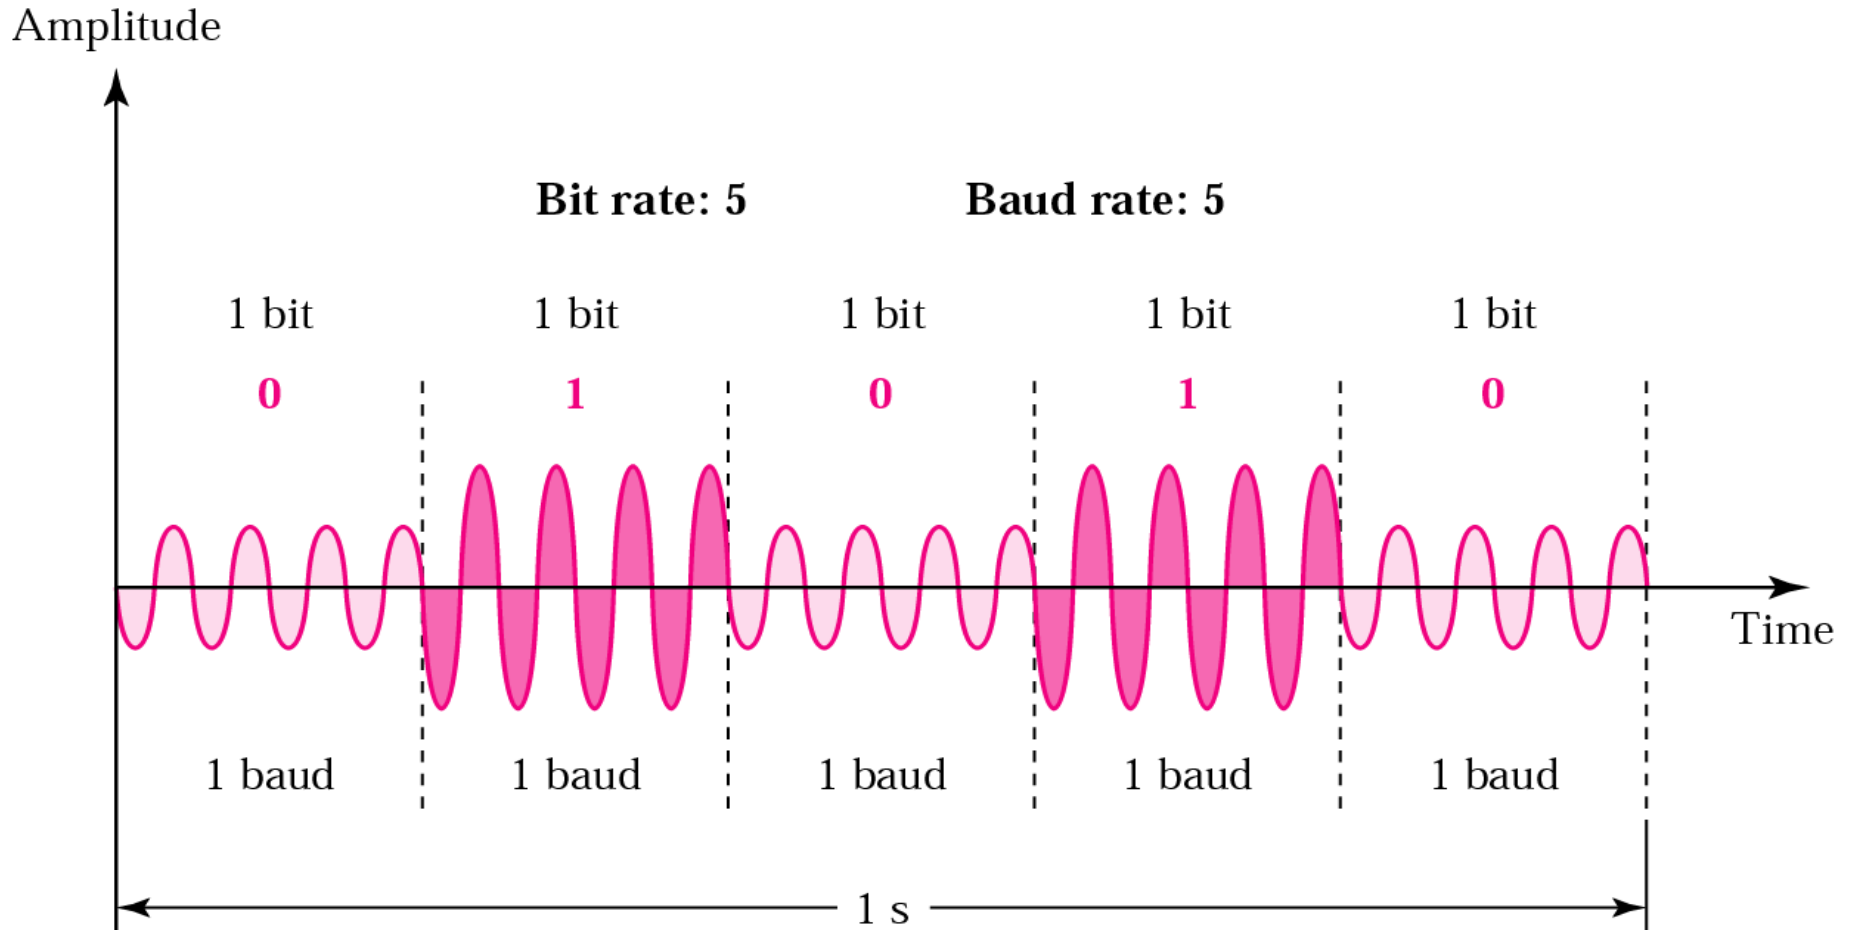 Amplitude
Bit rate: 5 Baud rate: 5
1 bit 1 bit 1 bit 1 bit 1 bit
0 1 0 1 0
Time
1 baud 1 baud 1 baud 1 baud 1 baud
1 s